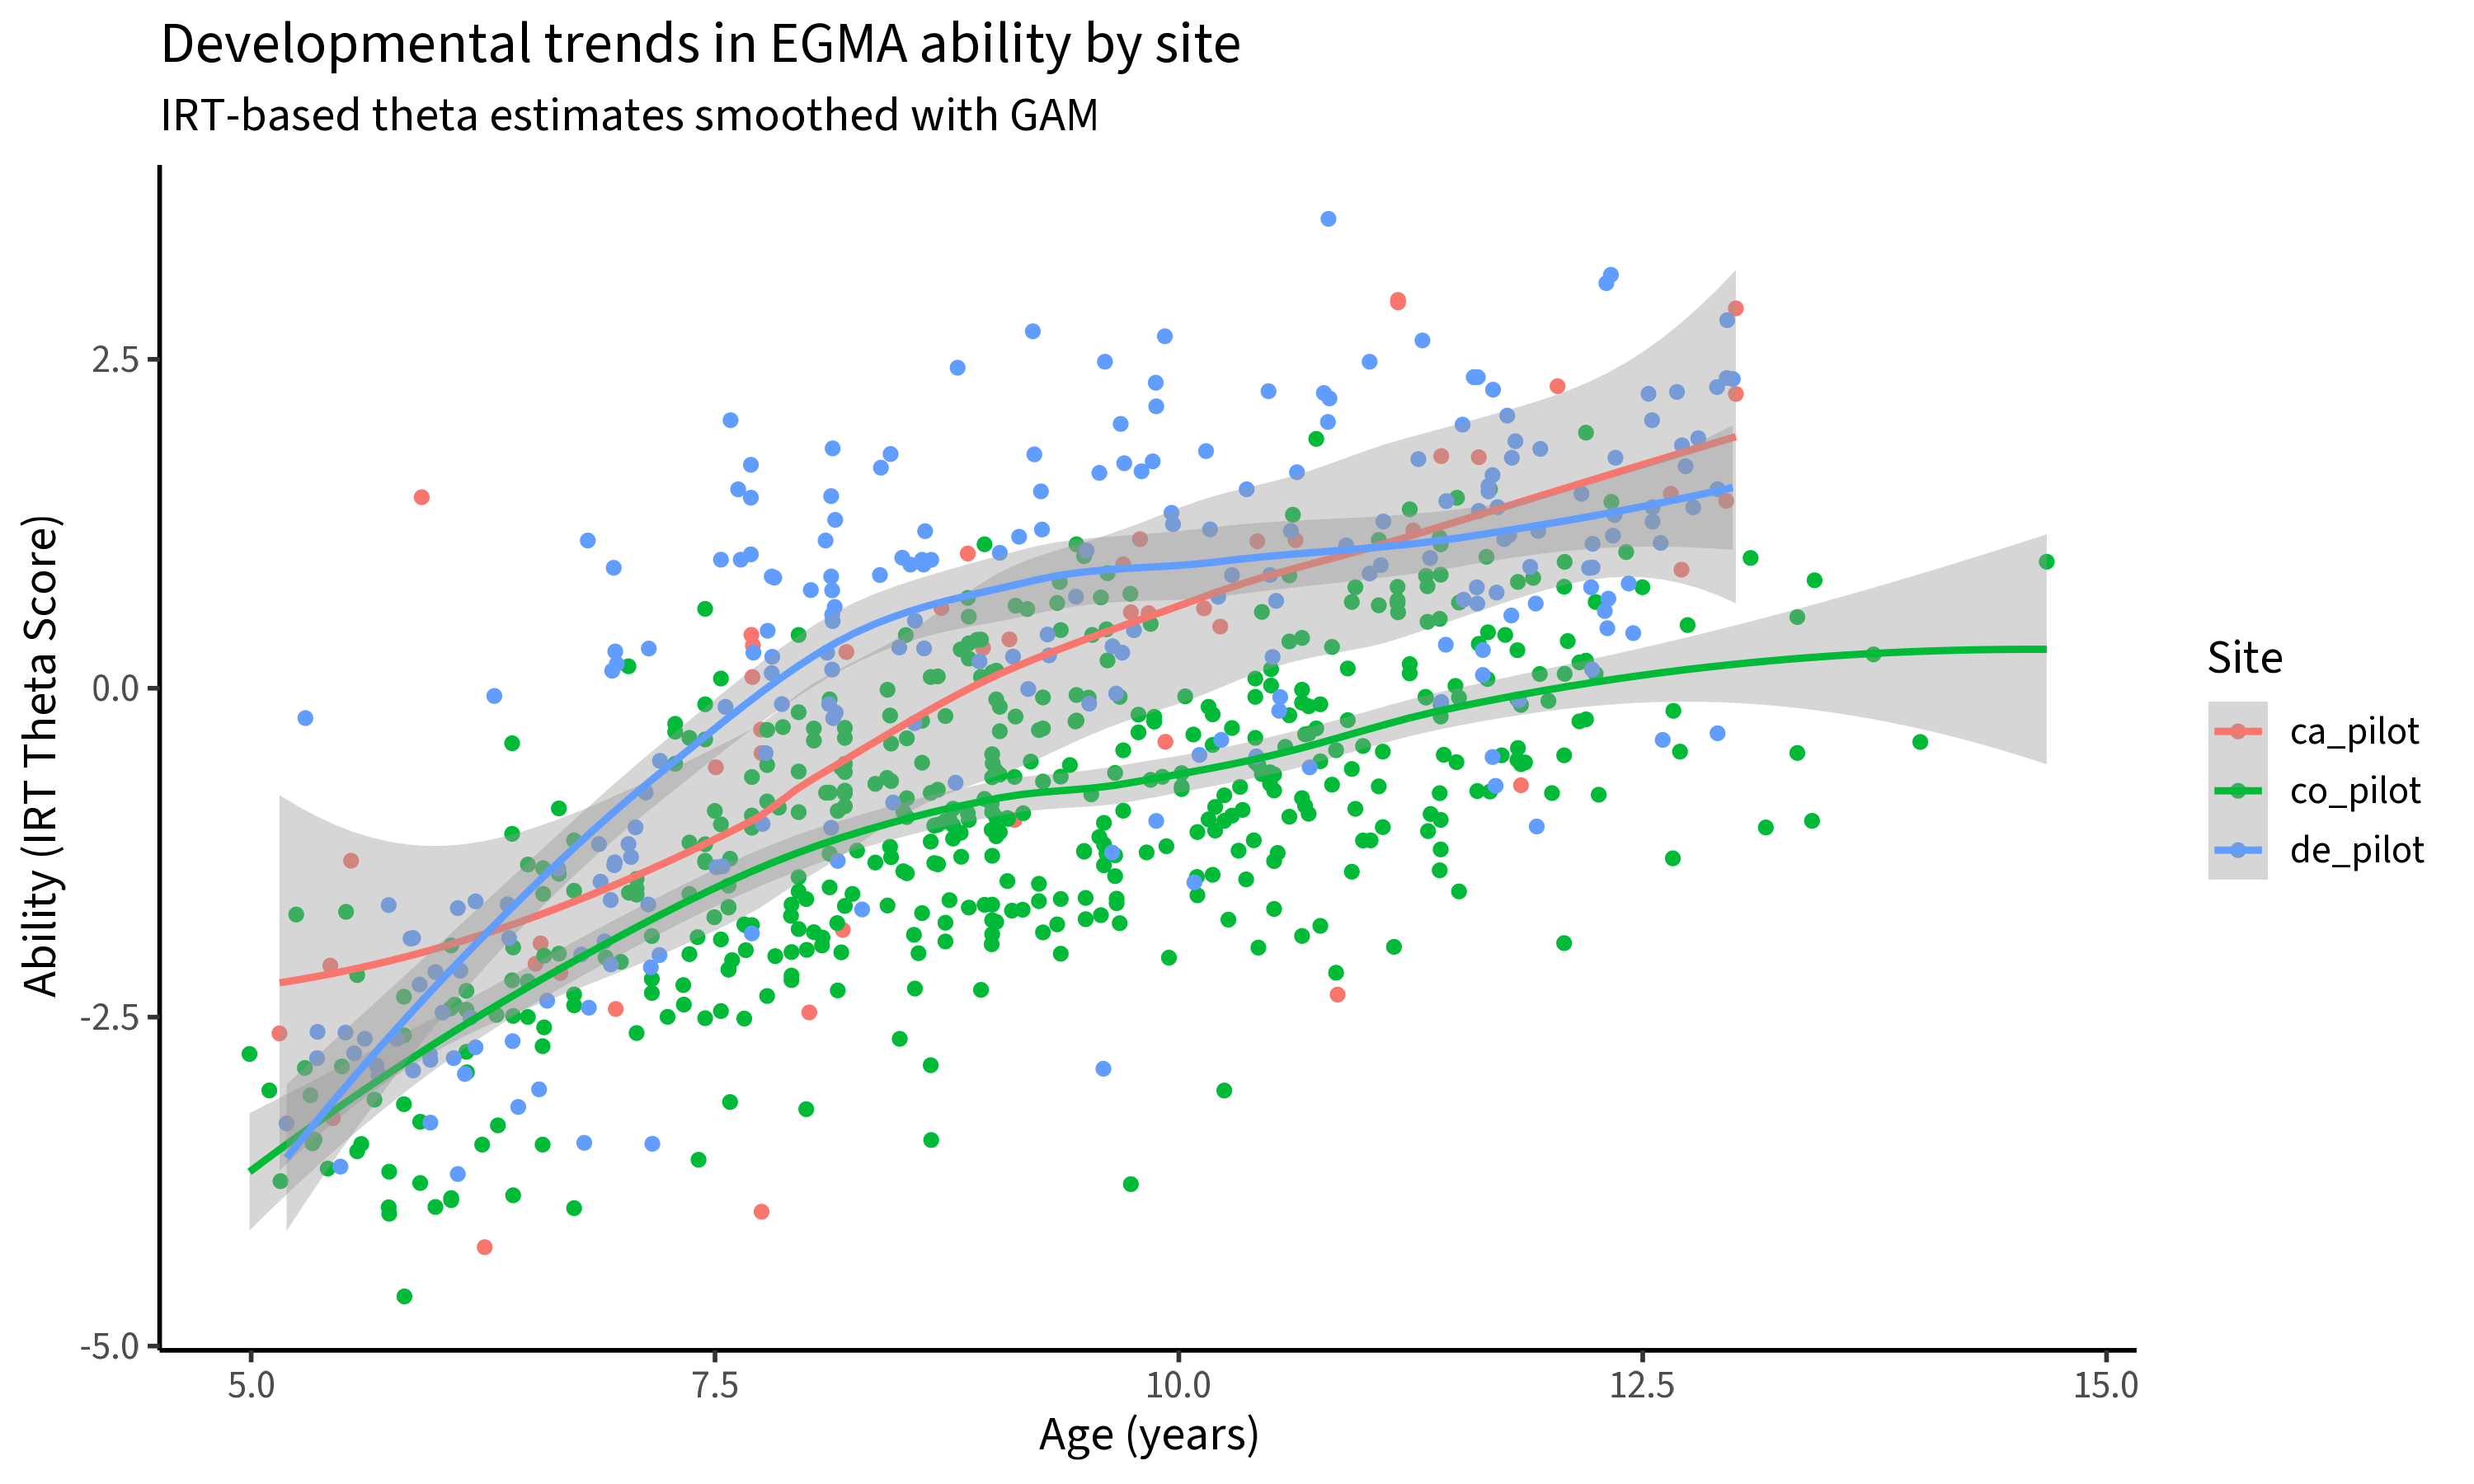 Developmental trends in EGMA ability by site
IRT-based theta estimates smoothed with GAM
Ability (IRT Theta Score)
2.5
0.0
-2.5
-5.0
5.0
7.5
10.0
12.5
15.0
Age (years)
Site
ca_pilot
co_pilot
de_pilot